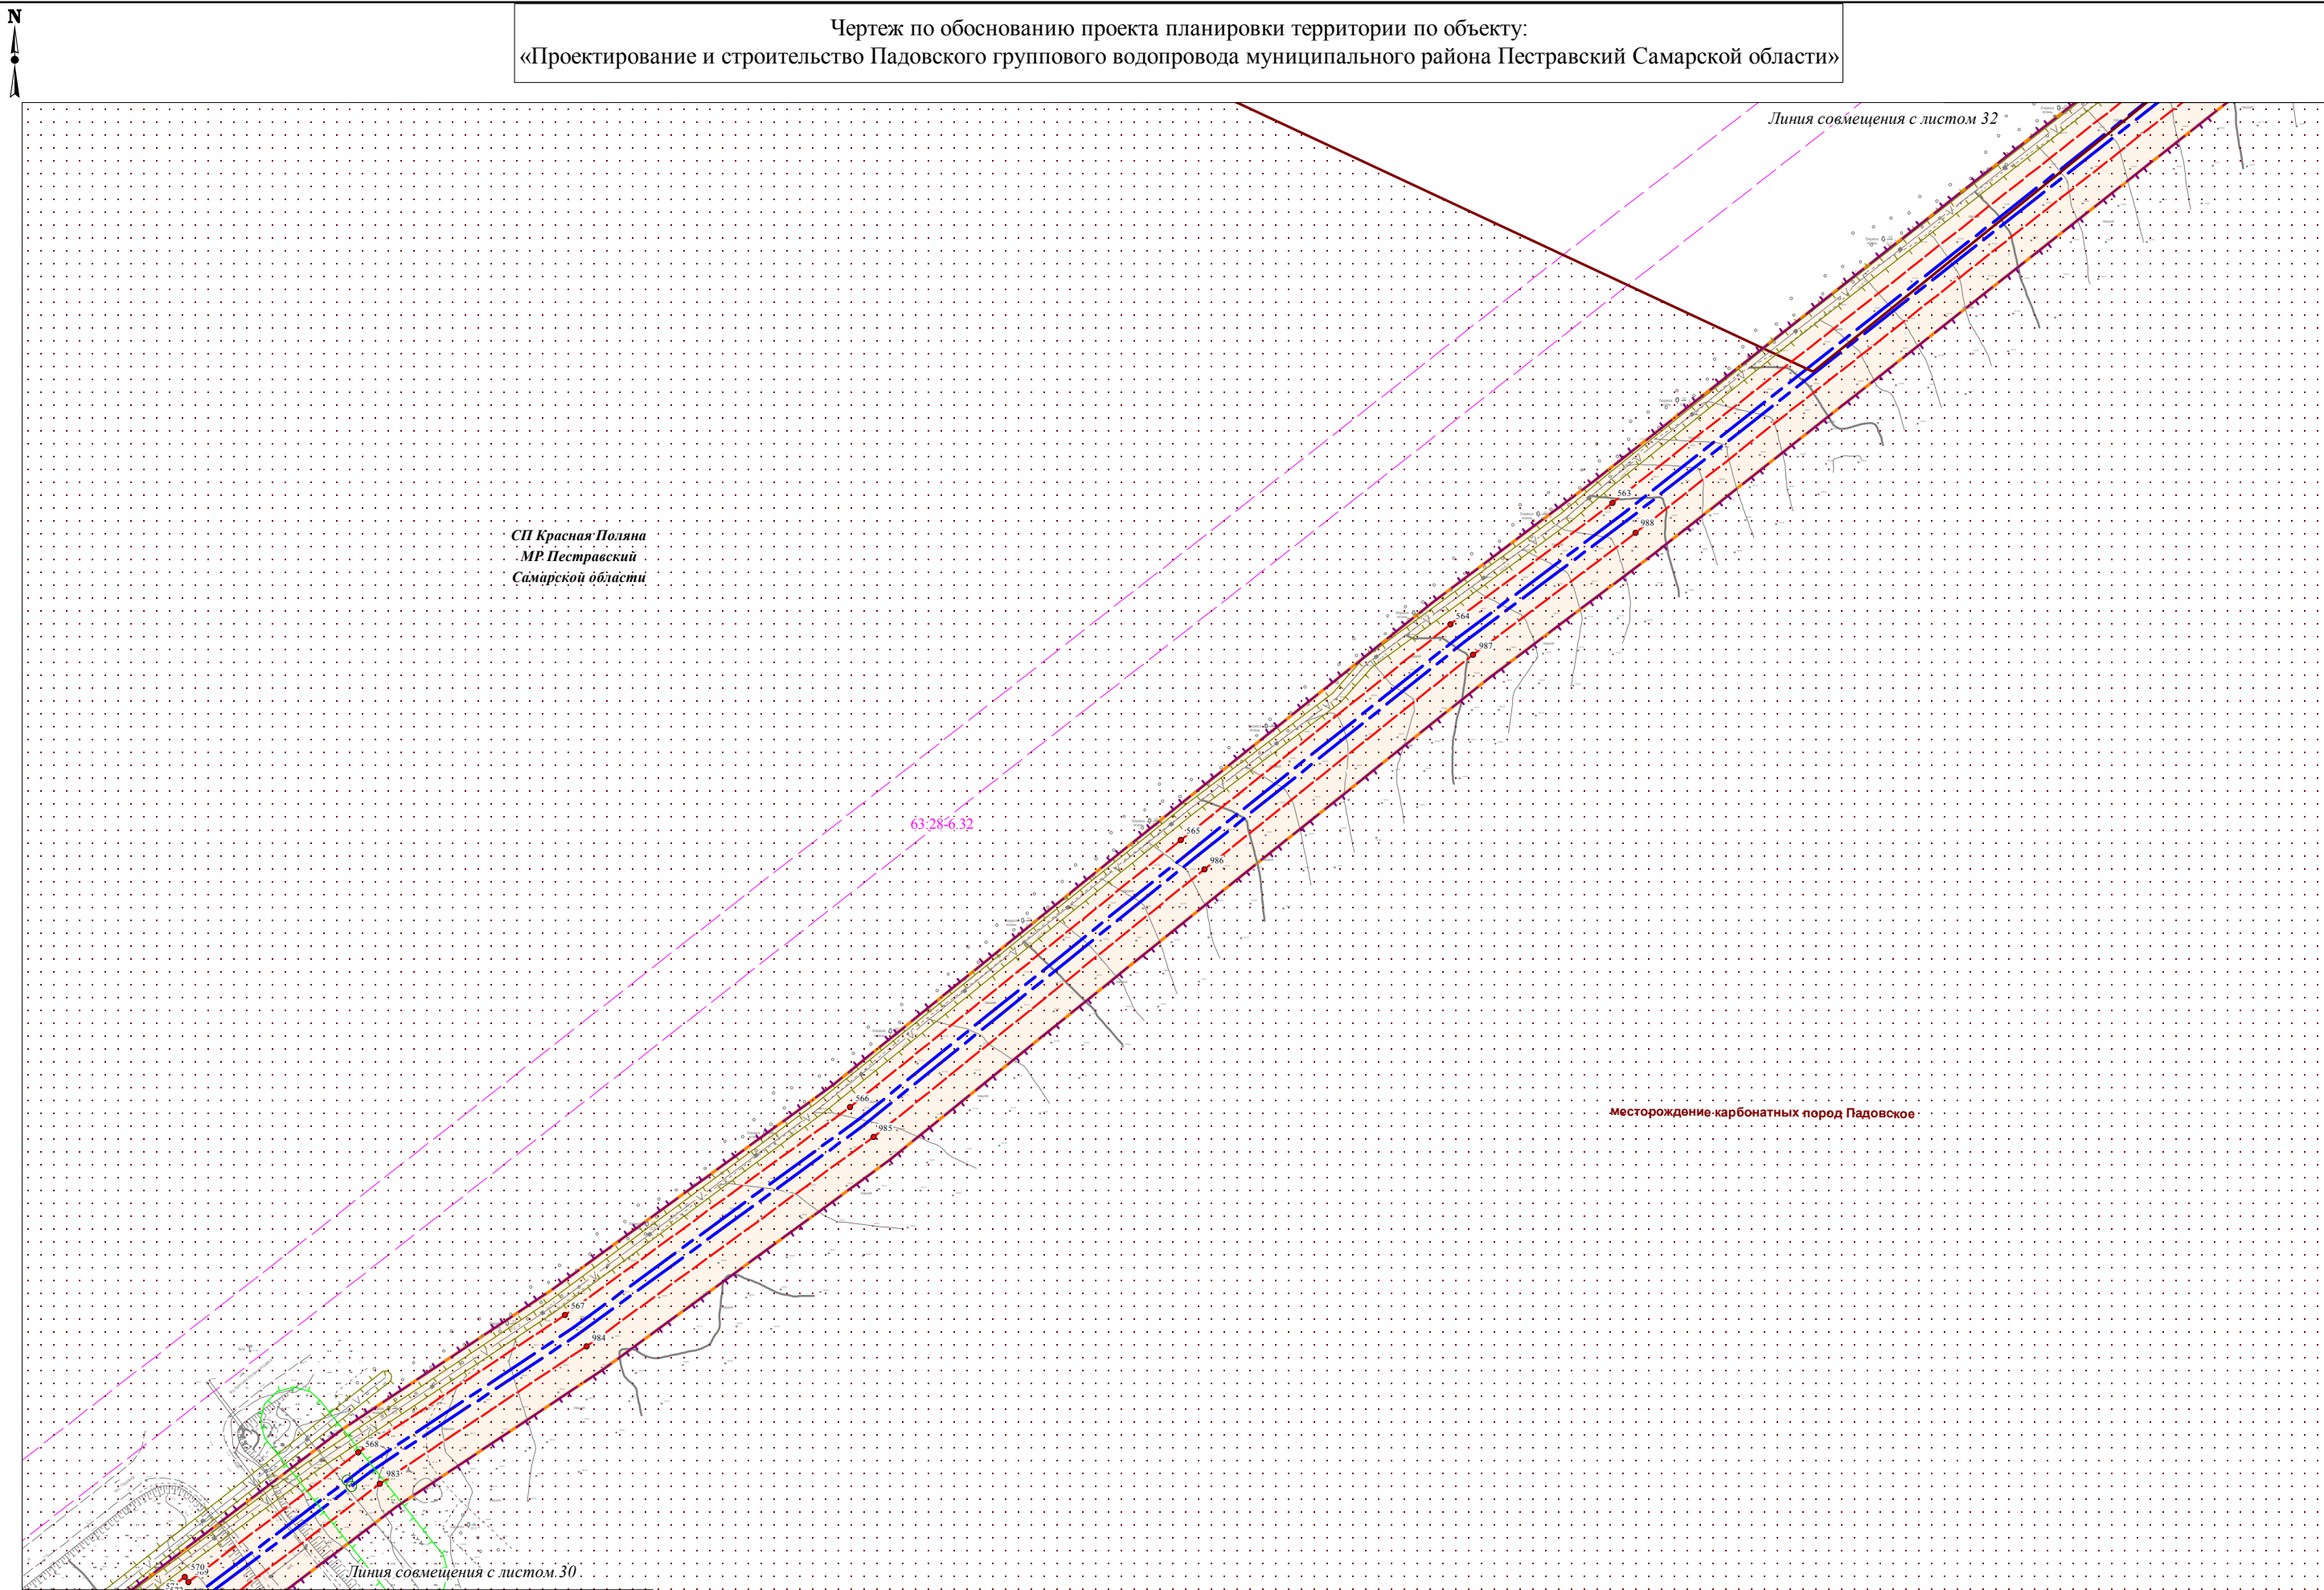 N
Чертеж по обоснованию проекта планировки территории по объекту:
«Проектирование и строительство Падовского группового водопровода муниципального района Пестравский Самарской области»
Линия совмещения с листом 32
563
988
СП Красная Поляна
МР Пестравский
Самарской области
564
987
63:28-6.32
565
986
566
985
месторождение карбонатных пород Падовское
567
984
568
983
570
Линия совмещения с листом 30